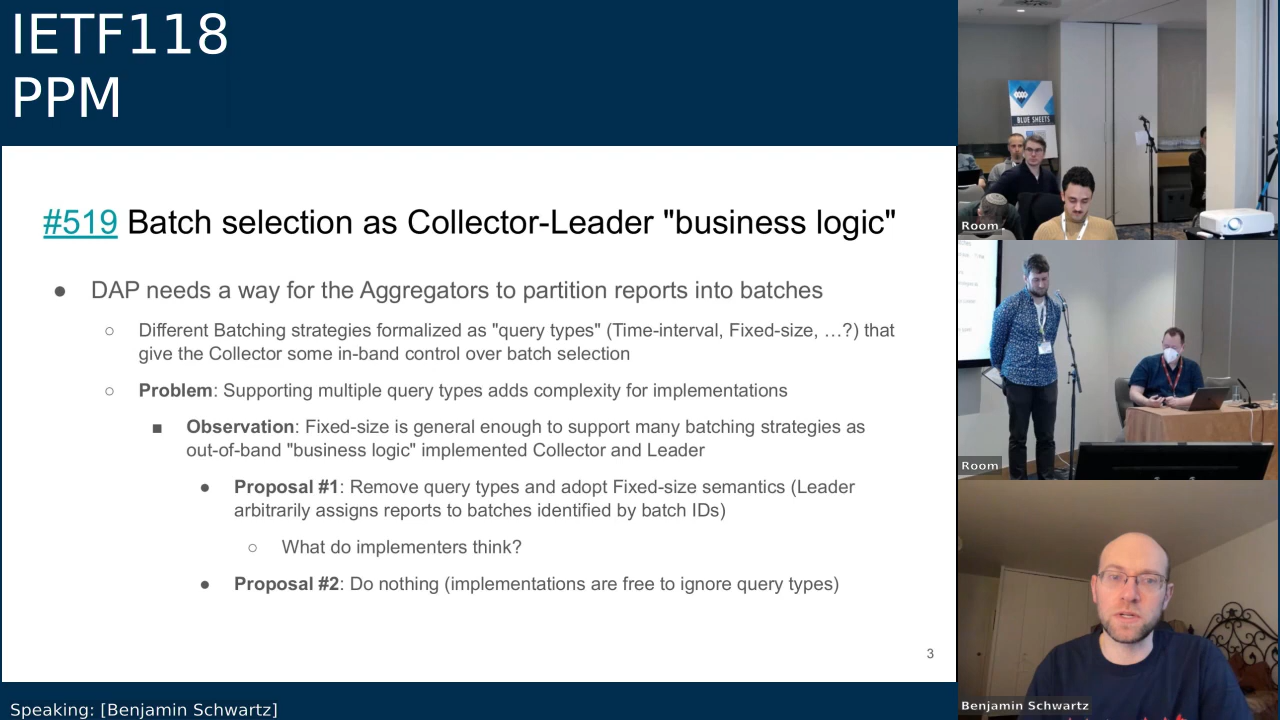 IETF118
PPM
#519 Batch selection as Collector-Leader "business logic"
● DAP needs a way for the Aggregators to partition reports into batches
○ Different Batching strategies formalized as "query types" (Time-interval, Fixed-size, …?) that
give the Collector some in-band control over batch selection
○ Problem: Supporting multiple query types adds complexity for implementations
■ Observation: Fixed-size is general enough to support many batching strategies as
out-of-band "business logic" implemented Collector and Leader
● Proposal #1: Remove query types and adopt Fixed-size semantics (Leader
arbitrarily assigns reports to batches identified by batch IDs)
○ What do implementers think?
● Proposal #2: Do nothing (implementations are free to ignore query types)
3
Speaking: [Benjamin Schwartz]
BLUE SHEETS
Room
Room
Benjamin Schwartz